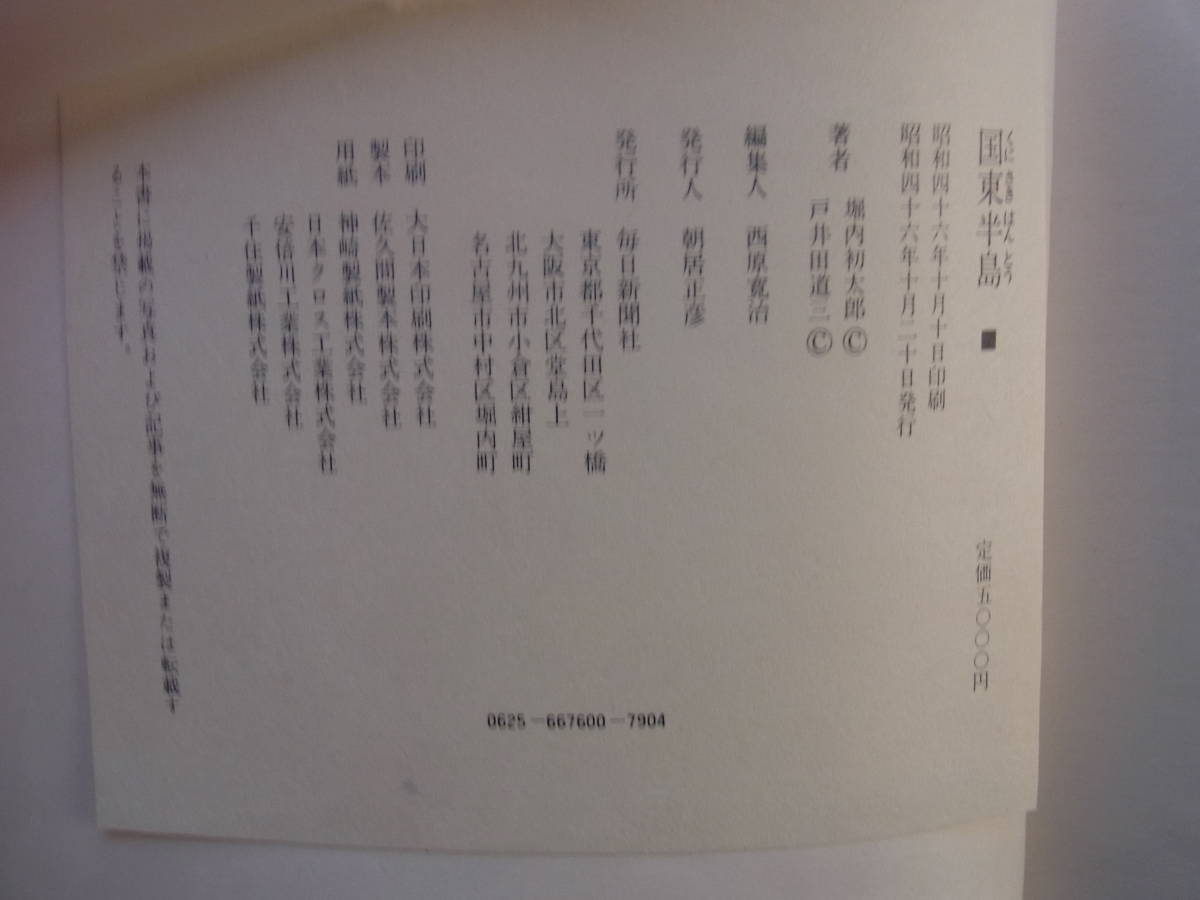 くにさきはんとう
国東半島 ■ 定価五〇〇〇円
昭和四十六年十月十日印刷
昭和四十六年十月二十日発行
著者 堀内初太郎 ©
戸井田道三 ©
編集人 西原寛治
発行人 朝居正彦
発行所 毎日新聞社
東京都千代田区一ッ橋
大阪市北区堂島上
北九州市小倉区紺屋町
名古屋市中村区堀内町
印刷 大日本印刷株式会社
製本 佐久間製本株式会社
用紙 神崎製紙株式会社
日本クロス工業株式会社
安倍川工業株式会社
千住製紙株式会社
本書に掲載の写真および記事を無断で複製または転載す
ることを禁じます。
0625-667600-7904